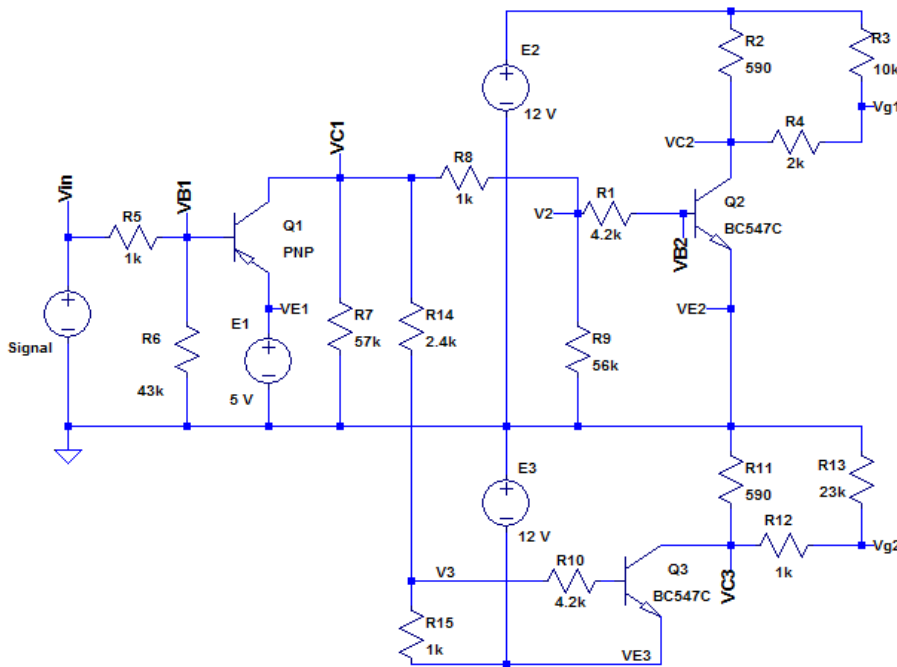 R2
590
R3
10k
E2
12 V
Vg1
VC1
VC2
R4
2k
R8
1k
Vin
VB1
R5
1k
Q1
PNP
V2
R1
4.2k
Q2
BC547C
VB2
VE1
VE2
Signal
R6
43k
E1
5 V
R7
57k
R14
2.4k
R9
56k
E3
12 V
R11
590
R13
23k
R12
1k
Vg2
V3
R10
4.2k
Q3
BC547C
VC3
R15
1k
VE3